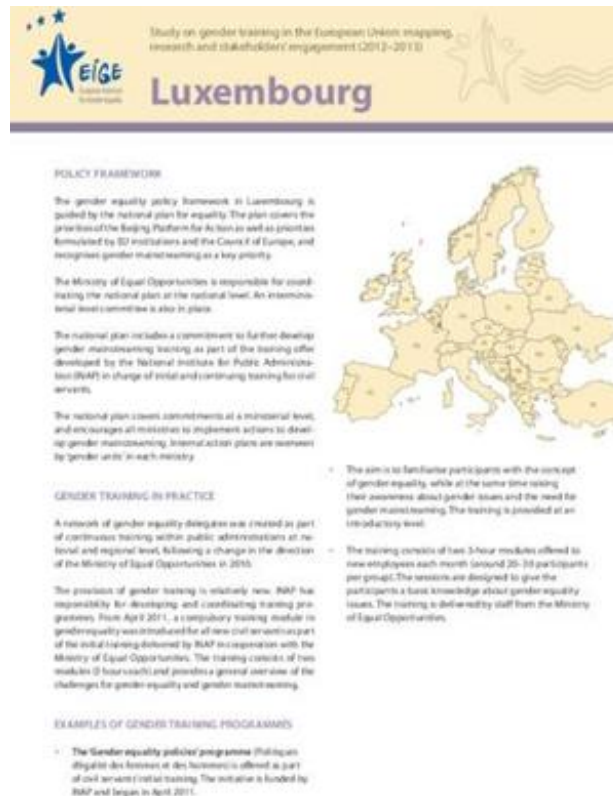 Study on gender training in the European Union: mapping,
research and stakeholders' engagement (2012–2013)
EIGE
Luxembourg
POLICY FRAMEWORK
The gender equality policy framework in Luxembourg is
guided by the national plan for equality. The plan covers the
priorities of the Beijing Platform for Action as well as priorities
formulated by EU institutions and the Council of Europe, and
recognises gender mainstreaming as a key priority.
The Ministry of Equal Opportunities is responsible for coord-
inating the national plan at the national level. An interminis-
terial level committee is also in place.
The national plan includes a commitment to further develop
gender mainstreaming training as part of the training offer
developed by the National Institute for Public Administra-
tion (INAP) in charge of initial and continuing training for civil
servants.
The national plan covers commitments at a ministerial level,
and encourages all ministries to implement actions to devel-
op gender mainstreaming. Internal action plans are overseen
by 'gender units' in each ministry.
GENDER TRAINING IN PRACTICE
A network of gender equality delegates was created as part
of continuous training within public administrations at na-
tional and regional level, following a change in the direction
of the Ministry of Equal Opportunities in 2010.
The provision of gender training is relatively new. INAP has
responsibility for developing and coordinating training pro-
grammes. From April 2011, a compulsory training module in
gender equality was introduced for all new civil servants as part
of the initial training delivered by INAP in cooperation with the
Ministry of Equal Opportunities. The training consists of two
modules (3 hours each) and provides a general overview of the
challenges for gender equality and gender mainstreaming.
EXAMPLES OF GENDER TRAINING PROGRAMMES
- The 'Gender equality policies' programme (Politiques
d'égalité des femmes et des hommes) is offered as part
of civil servants' initial training. The initiative is funded by
INAP and began in April 2011.
- The aim is to familiarise participants with the concept
of gender equality, while at the same time raising
their awareness about gender issues and the need for
gender mainstreaming. The training is provided at an
introductory level.
- The training consists of two 3-hour modules offered to
new employees each month (around 20–30 participants
per group). The sessions are designed to give the
participants a basic knowledge about gender equality
issues. The training is delivered by staff from the Ministry
of Equal Opportunities.